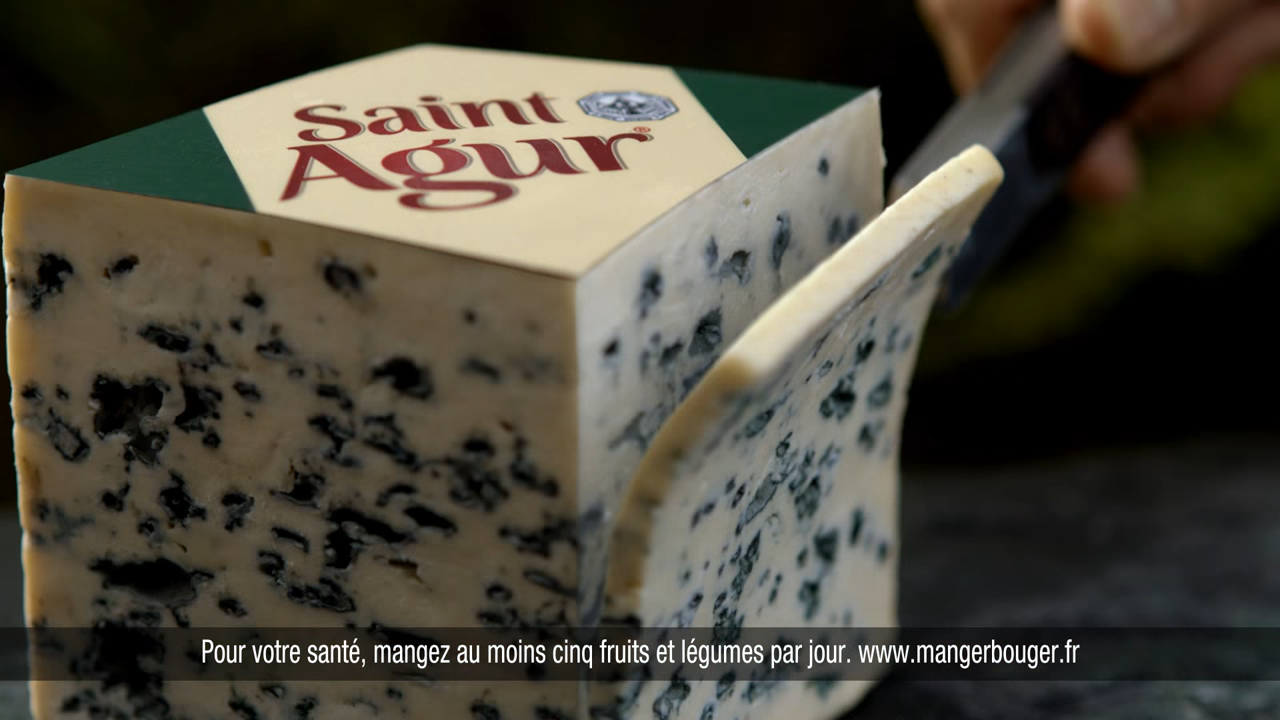 Saint
Agur®
Pour votre santé, mangez au moins cinq fruits et légumes par jour. www.mangerbouger.fr